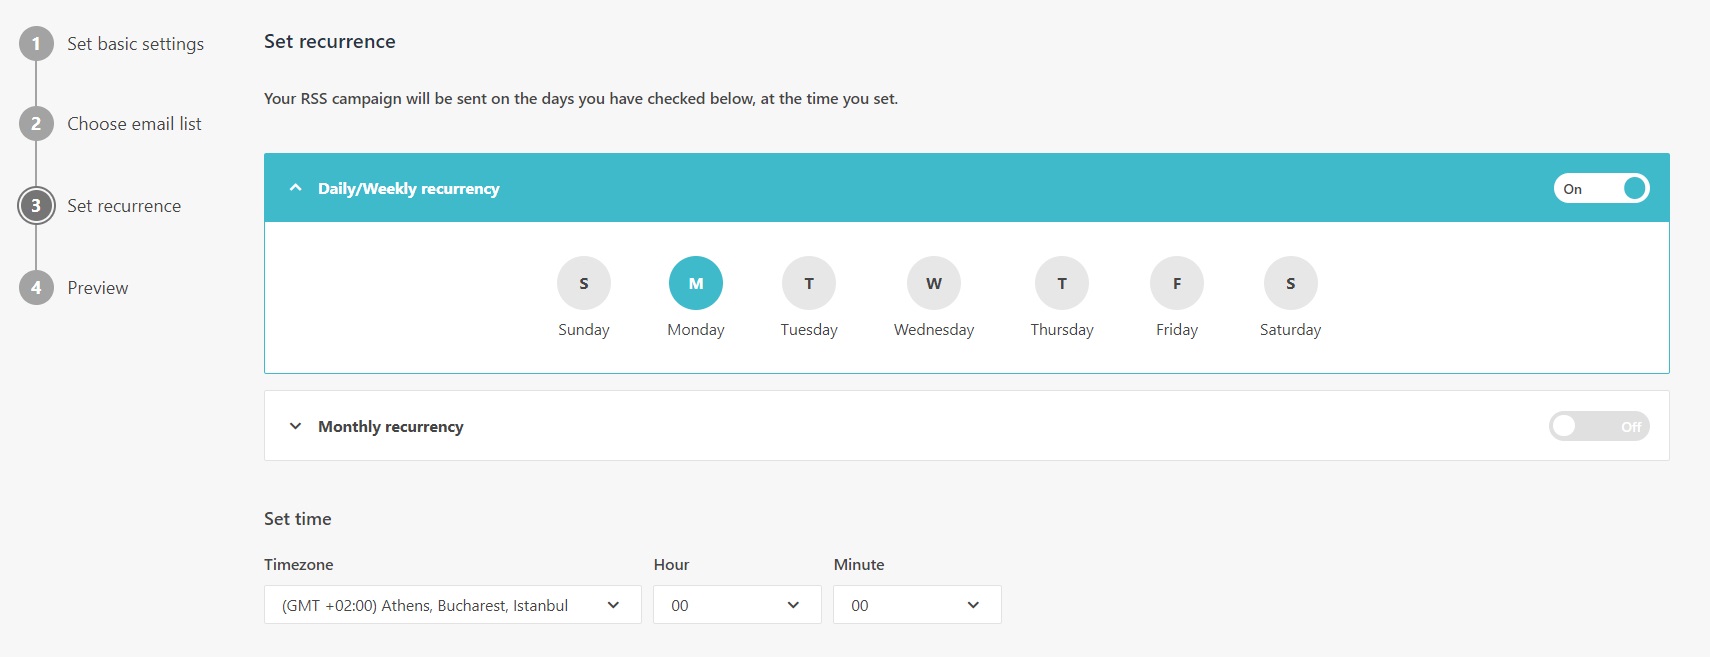 1 Set basic settings
2 Choose email list
3 Set recurrence
4 Preview
Set recurrence
Your RSS campaign will be sent on the days you have checked below, at the time you set.
Daily/Weekly recurrency On
S M T W T F S
Sunday Monday Tuesday Wednesday Thursday Friday Saturday
Monthly recurrency Off
Set time
Timezone Hour Minute
(GMT +02:00) Athens, Bucharest, Istanbul 00 00